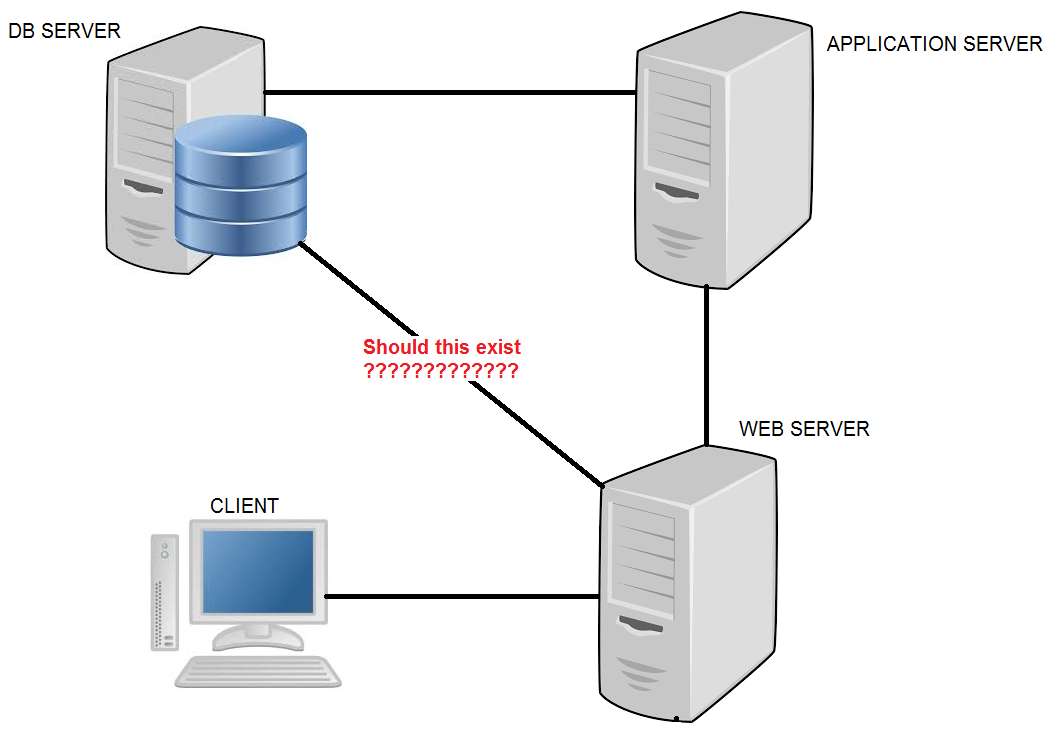 DB SERVER
APPLICATION SERVER
Should this exist
?????????????
WEB SERVER
CLIENT